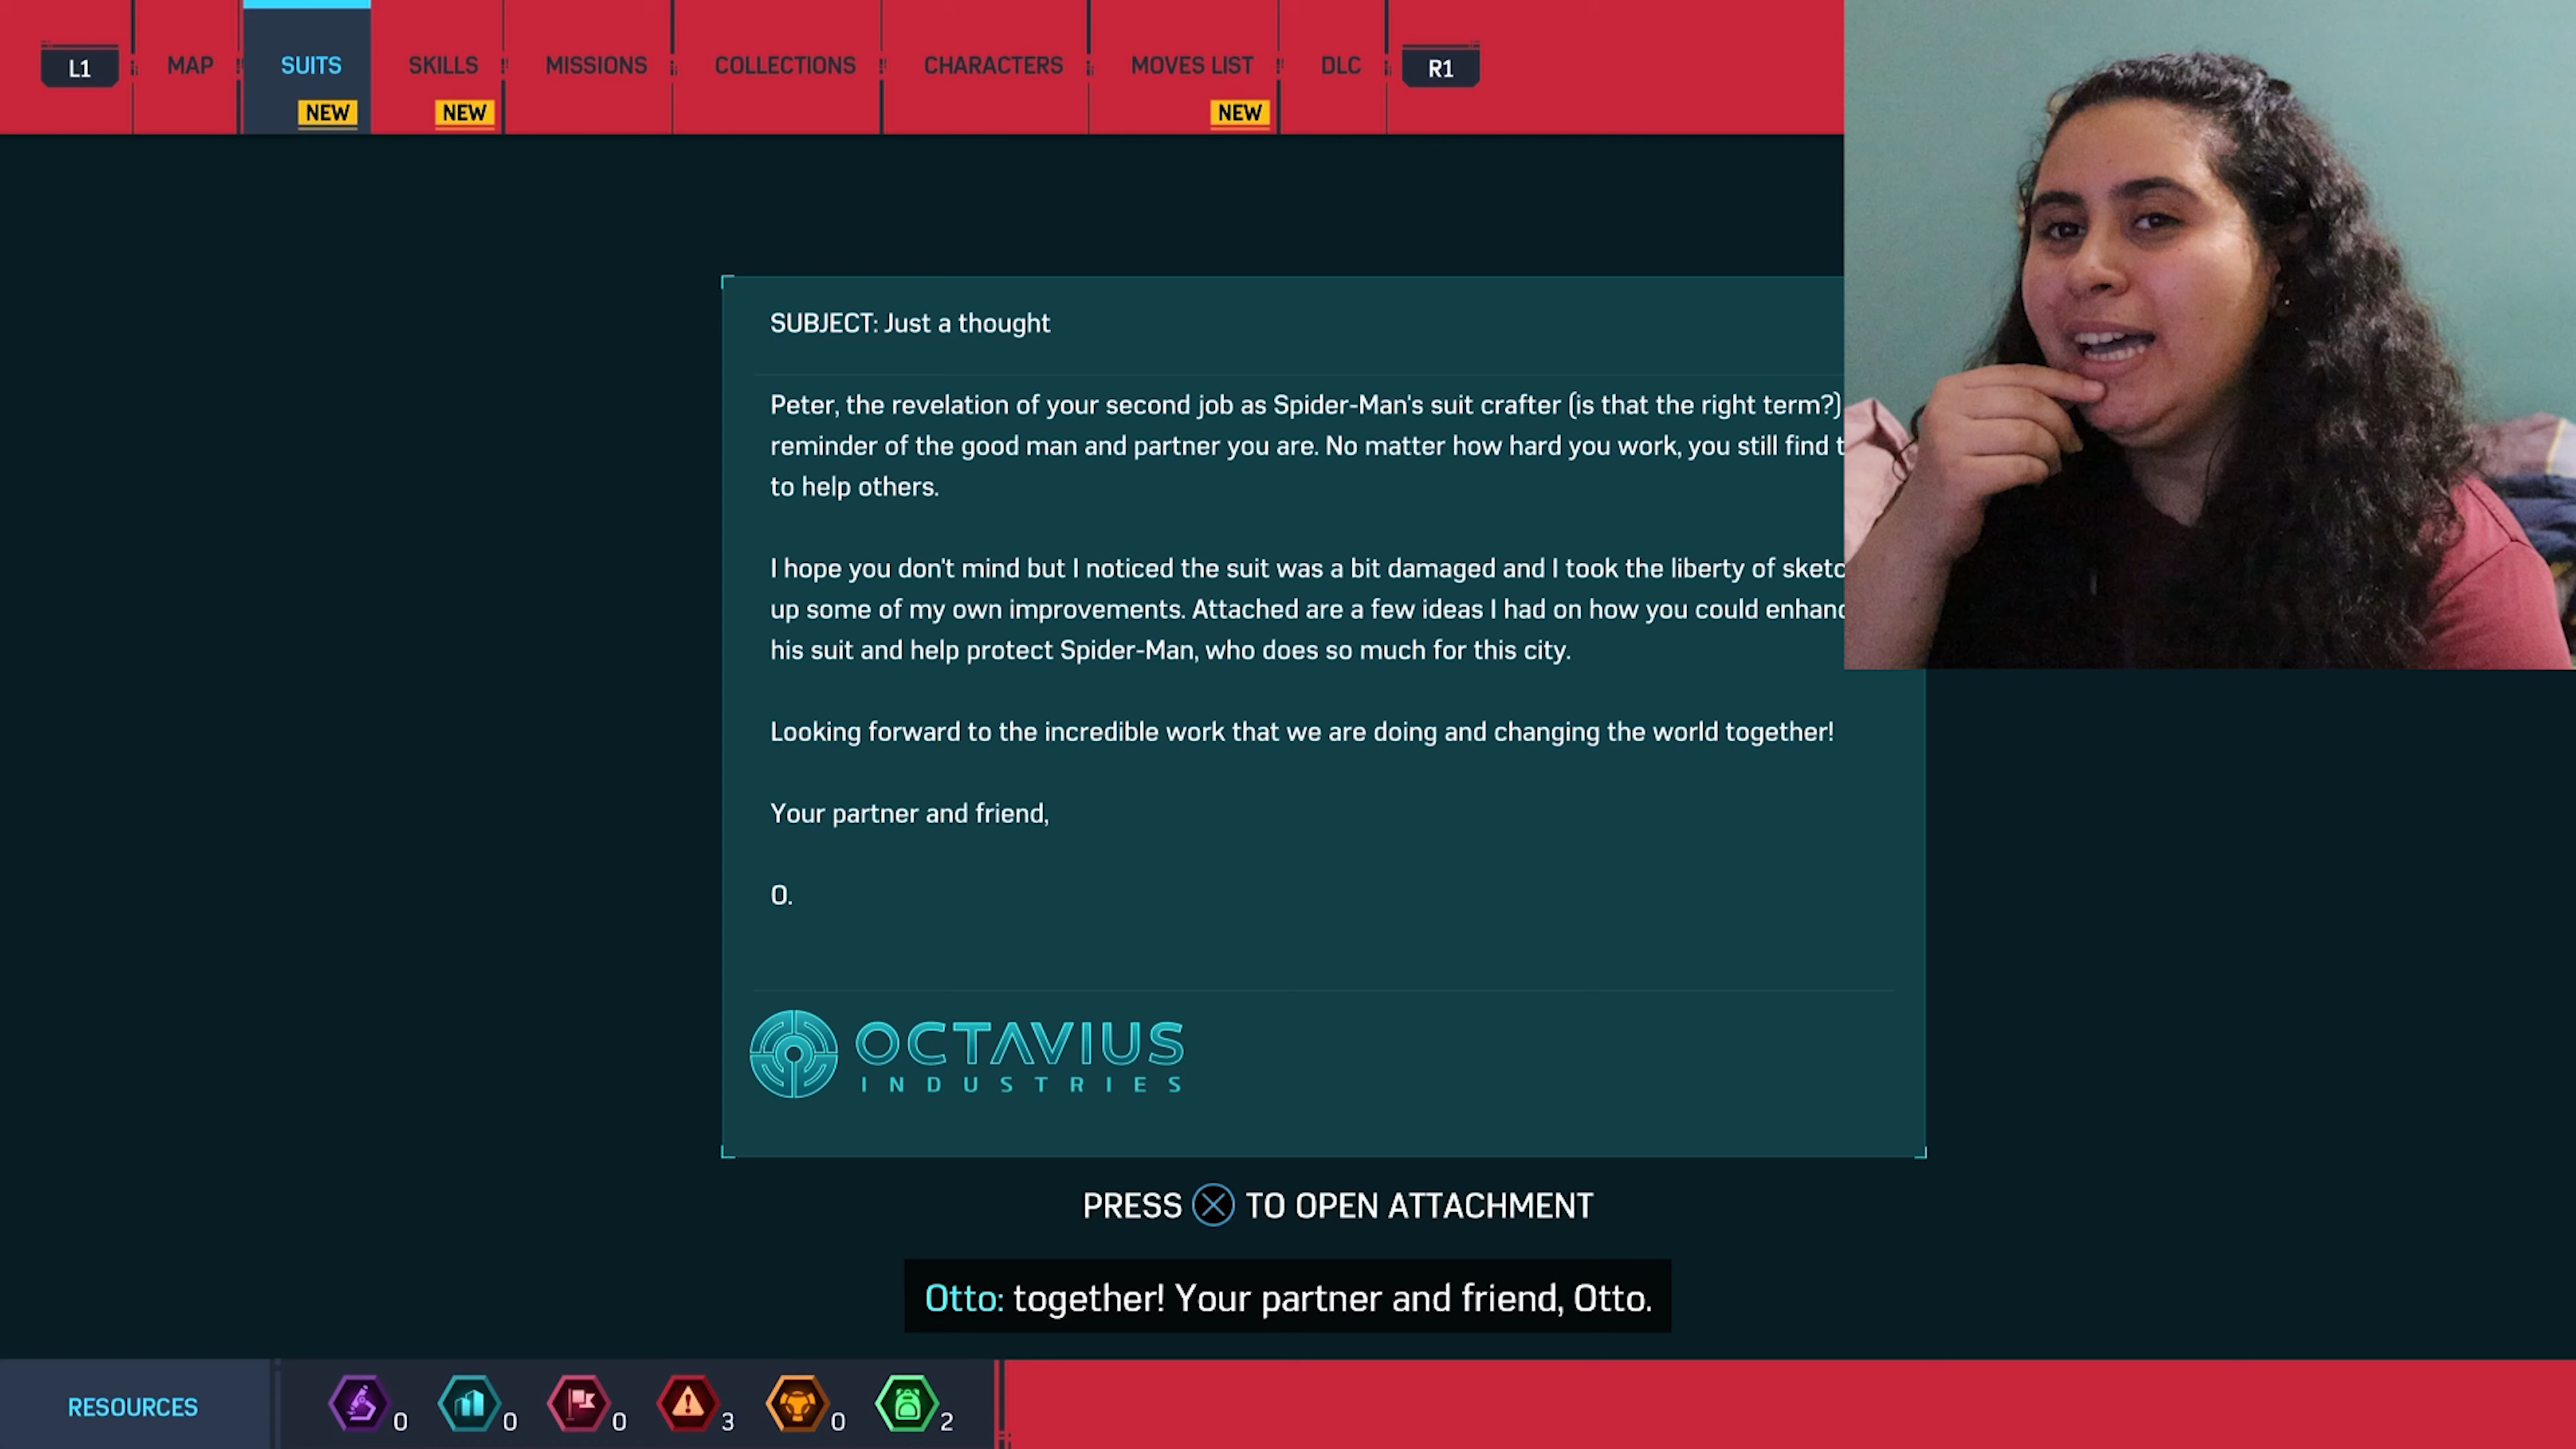 L1 MAP SUITS SKILLS MISSIONS COLLECTIONS CHARACTERS MOVES LIST DLC R1
NEW NEW NEW
SUBJECT: Just a thought
Peter, the revelation of your second job as Spider-Man's suit crafter (is that the right term?)
reminder of the good man and partner you are. No matter how hard you work, you still find
to help others.
I hope you don't mind but I noticed the suit was a bit damaged and I took the liberty of
up some of my own improvements. Attached are a few ideas I had on how you could
his suit and help protect Spider-Man, who does so much for this city.
Looking forward to the incredible work that we are doing and changing the world together!
Your partner and friend,
O.
OCTAVIUS
INDUSTRIES
PRESS TO OPEN ATTACHMENT
Otto: together! Your partner and friend, Otto.
RESOURCES 0 0 0 3 0 2